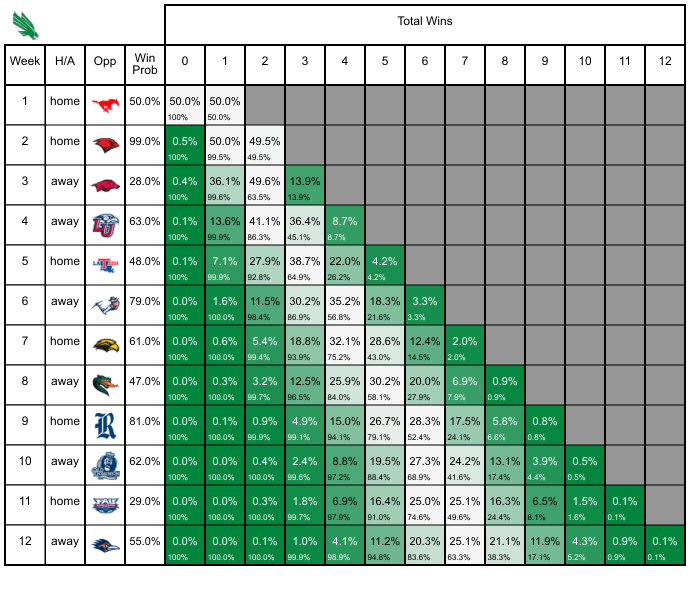 Total Wins
Week H/A Opp Win Prob 0 1 2 3 4 5 6 7 8 9 10 11 12
1 home 50.0% 50.0% 50.0%
100% 50.0%
2 home 99.0% 0.5% 50.0% 49.5%
100% 99.5% 49.5%
3 away 28.0% 0.4% 36.1% 49.6% 13.9%
100% 99.6% 63.5% 13.9%
4 away 63.0% 0.1% 13.6% 41.1% 36.4% 8.7%
100% 99.9% 86.3% 45.1% 8.7%
5 home 48.0% 0.1% 7.1% 27.9% 38.7% 22.0% 4.2%
100% 99.9% 92.8% 64.9% 26.2% 4.2%
6 away 79.0% 0.0% 1.6% 11.5% 30.2% 35.2% 18.3% 3.3%
100% 100.0% 98.4% 86.9% 56.8% 21.6% 3.3%
7 home 61.0% 0.0% 0.6% 5.4% 18.8% 32.1% 28.6% 12.4% 2.0%
100% 100.0% 99.4% 93.9% 75.2% 43.0% 14.5% 2.0%
8 away 47.0% 0.0% 0.3% 3.2% 12.5% 25.9% 30.2% 20.0% 6.9% 0.9%
100% 100.0% 99.7% 96.5% 84.0% 58.1% 27.9% 7.9% 0.9%
9 home 81.0% 0.0% 0.1% 0.9% 4.9% 15.0% 26.7% 28.3% 17.5% 5.8% 0.8%
100% 100.0% 99.9% 99.1% 94.1% 79.1% 52.4% 24.1% 6.6% 0.8%
10 away 62.0% 0.0% 0.0% 0.4% 2.4% 8.8% 19.5% 27.3% 24.2% 13.1% 3.9% 0.5%
100% 100.0% 100.0% 99.6% 97.2% 88.4% 68.9% 41.6% 17.4% 4.4% 0.5%
11 home 29.0% 0.0% 0.0% 0.3% 1.8% 6.9% 16.4% 25.0% 25.1% 16.3% 6.5% 1.5% 0.1%
100% 100.0% 100.0% 99.7% 97.9% 91.0% 74.6% 49.6% 24.4% 8.1% 1.6% 0.1%
12 away 55.0% 0.0% 0.0% 0.1% 1.0% 4.1% 11.2% 20.3% 25.1% 21.1% 11.9% 4.3% 0.9% 0.1%
100% 100.0% 100.0% 99.9% 98.9% 94.8% 83.6% 63.3% 38.3% 17.1% 5.2% 0.9% 0.1%